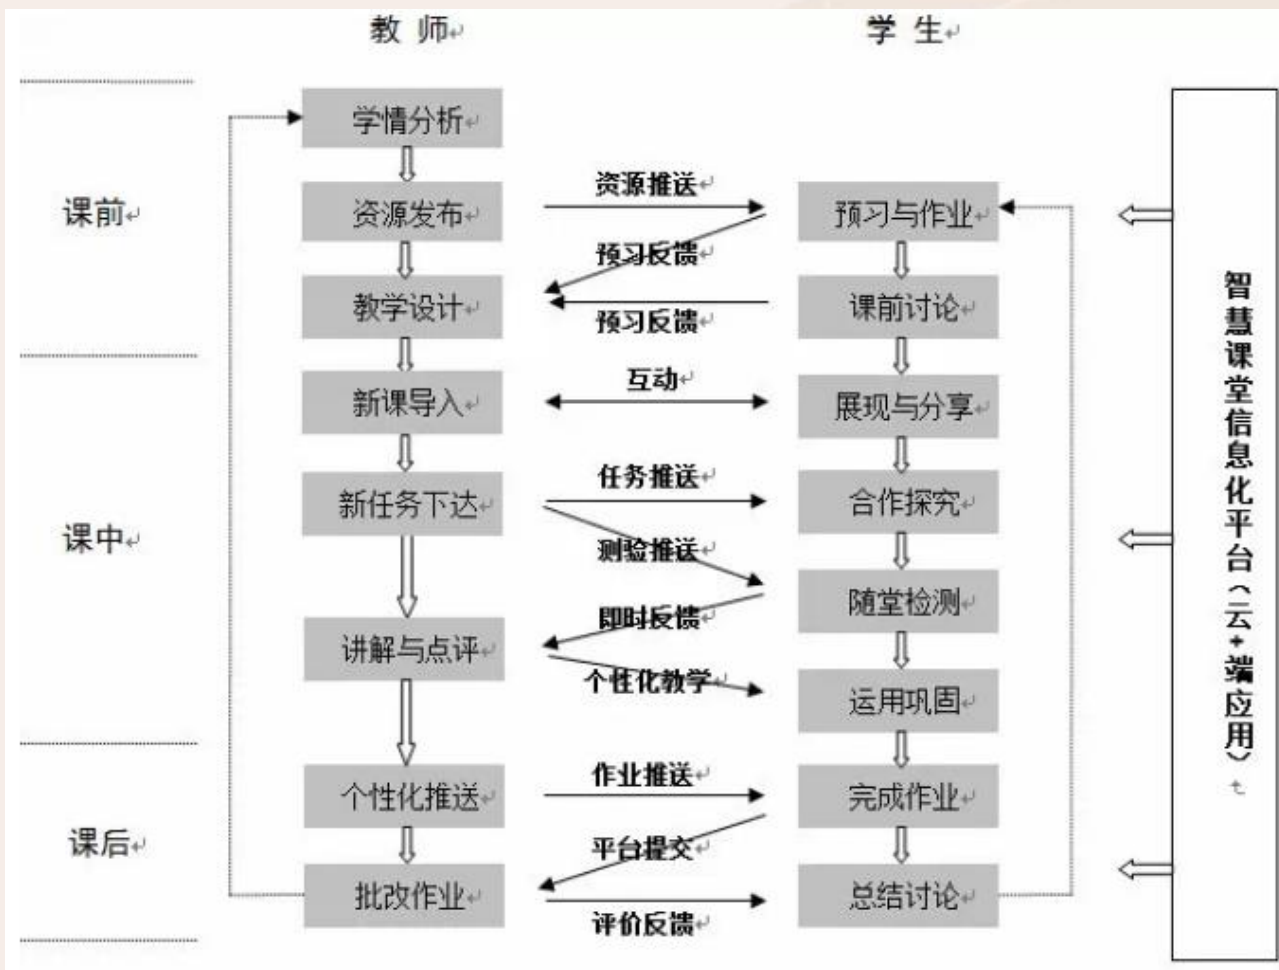 教 师
学 生
学情分析
资源推送
课前
资源发布
预习与作业
预习反馈
教学设计
课前讨论
预习反馈
互动
新课导入
展现与分享
任务推送
新任务下达
合作探究
课中
测验推送
随堂检测
即时反馈
讲解与点评
个性化教学
运用巩固
作业推送
个性化推送
完成作业
课后
平台提交
批改作业
总结讨论
评价反馈
智慧课堂信息化平台（云+端应用）